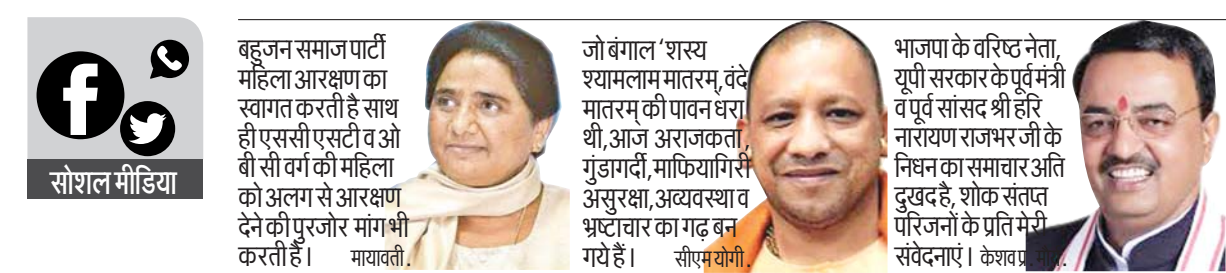 सोशल मीडिया
बहुजन समाज पार्टी
महिला आरक्षण का
स्वागत करती है साथ
ही एससी एसटी व ओ
बी सी वर्ग की महिला
को अलग से आरक्षण
देने की पुरजोर मांग भी
करती है। मायावती.
जो बंगाल ‘शस्य
श्यामलाम मातरम्,वंदे
मातरम् की पावन धरा
थी,आज अराजकता,
गुंडागर्दी,माफियागिरी
असुरक्षा,अव्यवस्था व
भ्रष्टाचार का गढ़ बन
गये हैं। सीएम योगी.
भाजपा के वरिष्ठ नेता,
यूपी सरकार के पूर्व मंत्री
व पूर्व सांसद श्री हरि
नारायण राजभर जी के
निधन का समाचार अति
दुखद है, शोक संतप्त
परिजनों के प्रति मेरी
संवेदनाएं। केशव